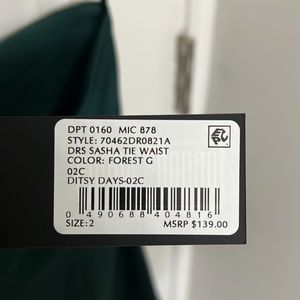 DPT 0160 MIC 878
STYLE: 70462DR0821A
DRS SASHA TIE WAIST
COLOR: FOREST G
02C
DITSY DAYS-02C
0 490688 404816
SIZE: 2 MSRP $139.00